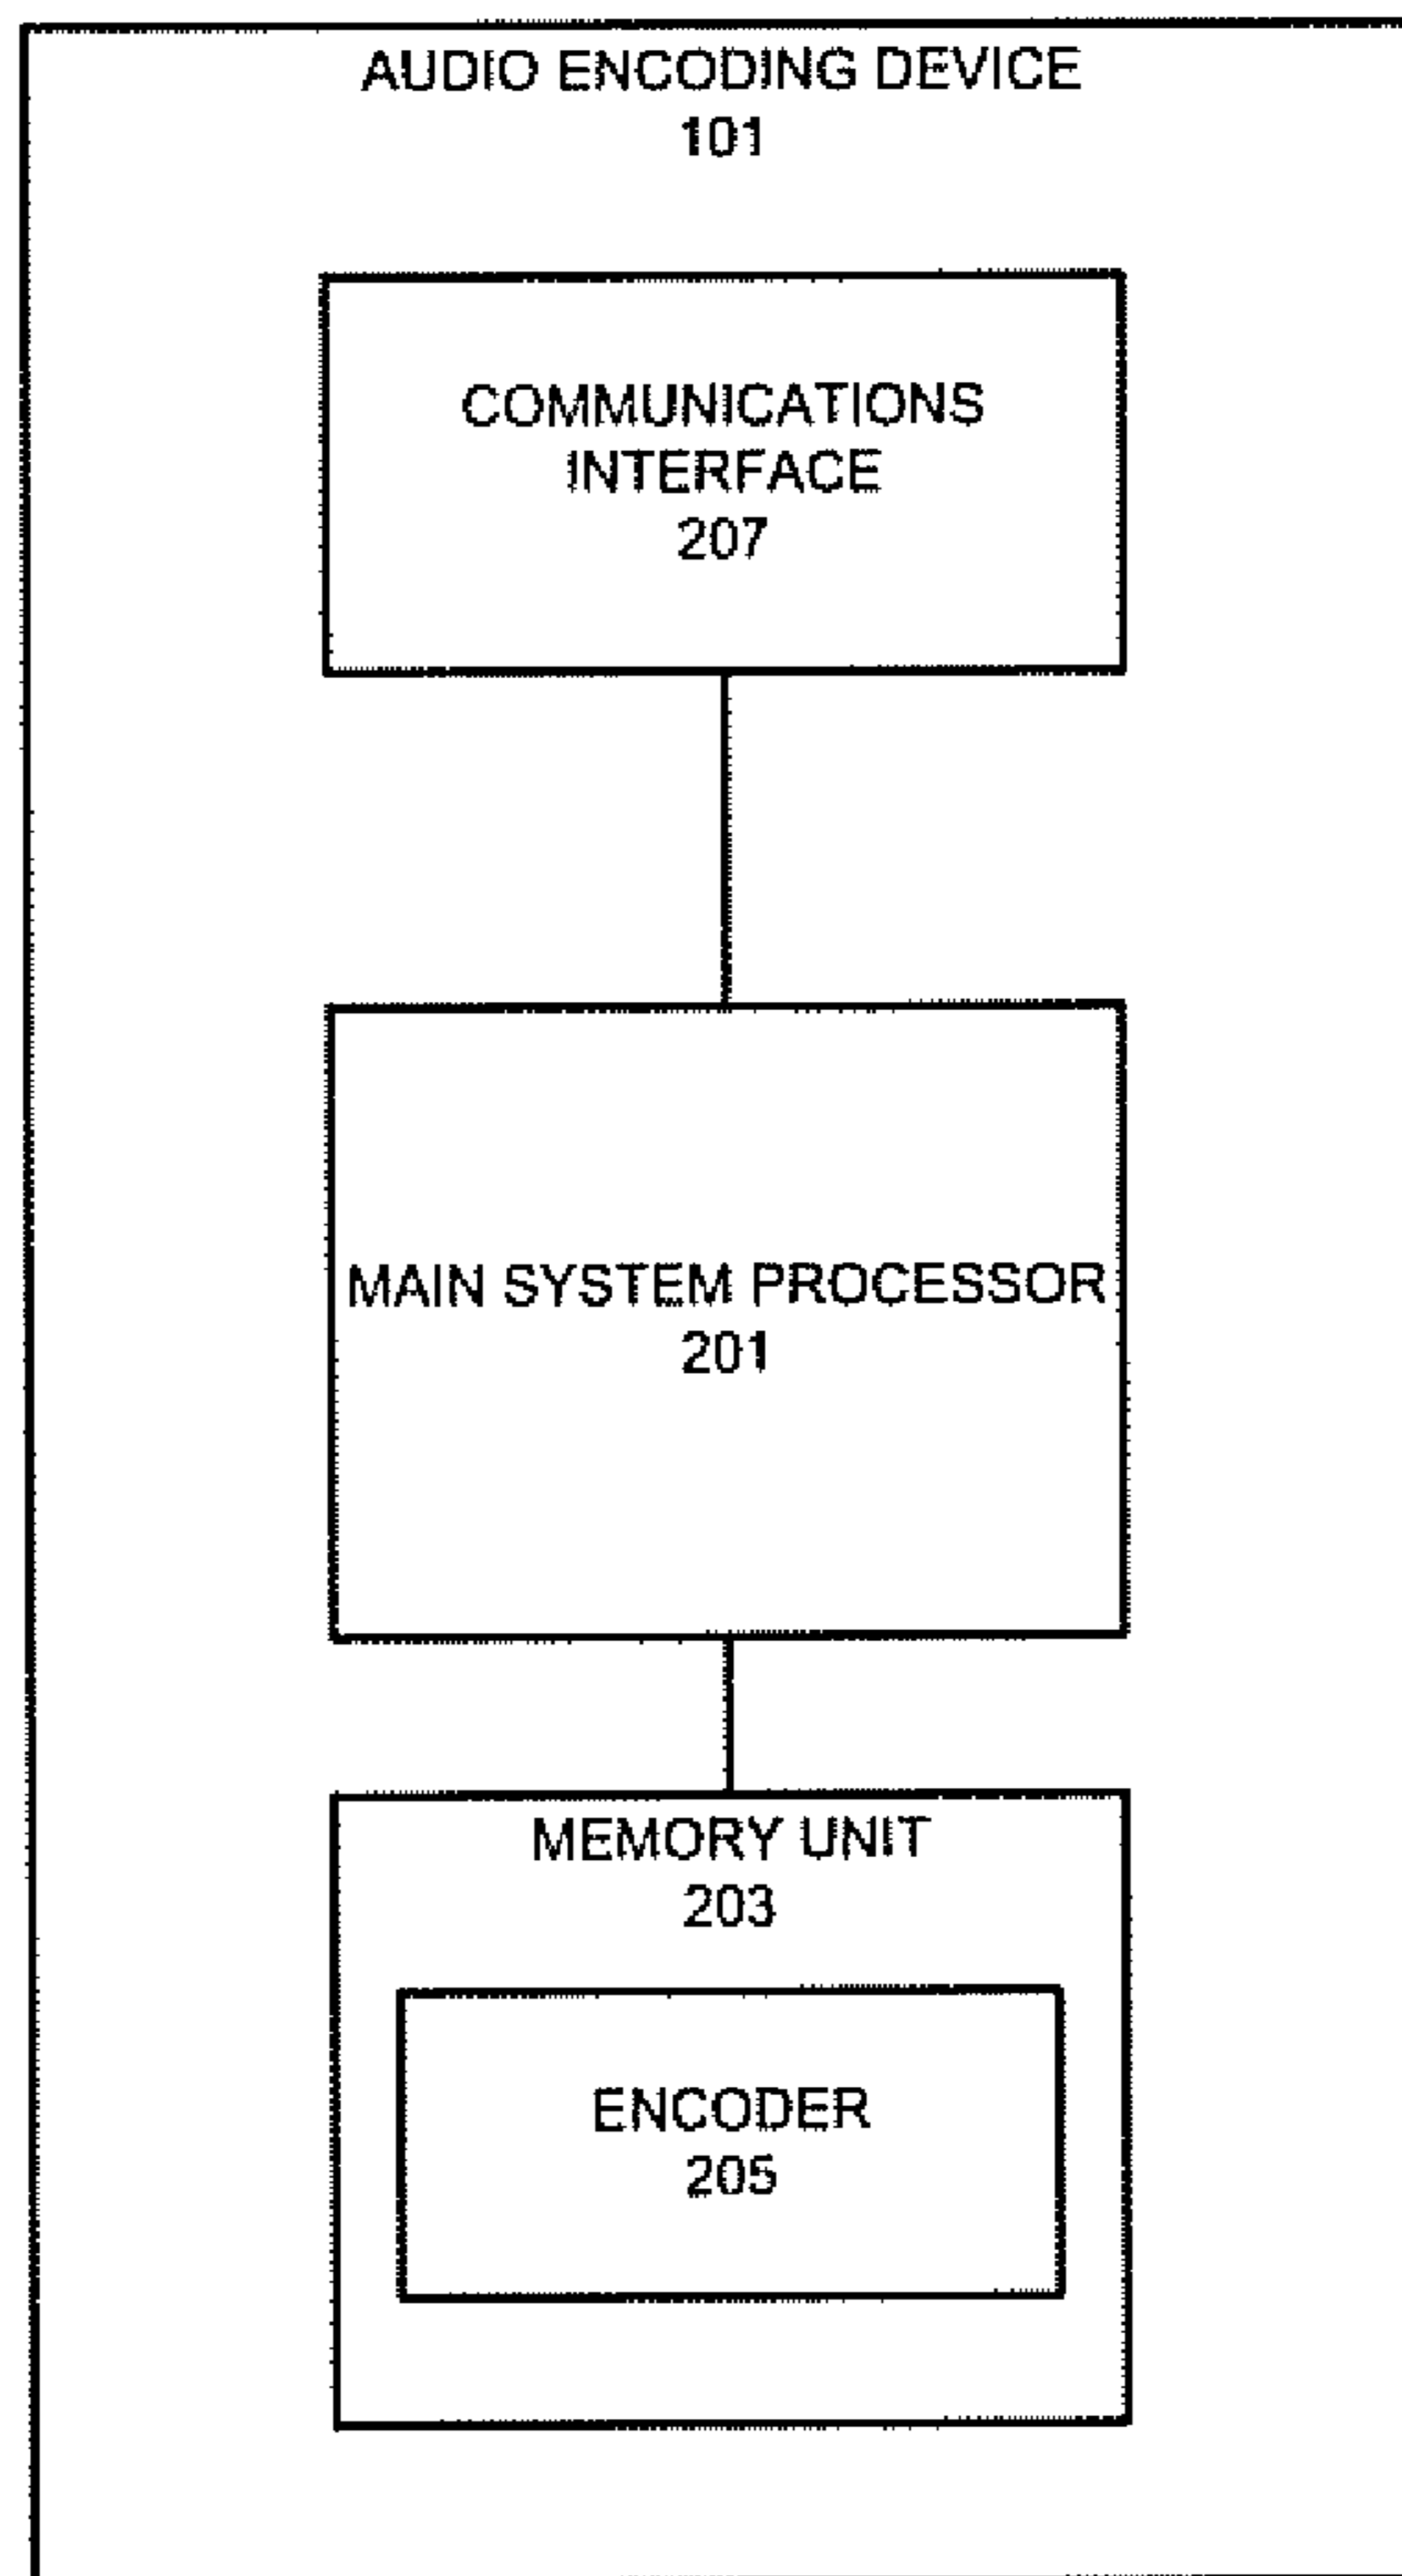 AUDIO ENCODING DEVICE
101
COMMUNICATIONS
INTERFACE
207
MAIN SYSTEM PROCESSOR
201
MEMORY UNIT
203
ENCODER
205